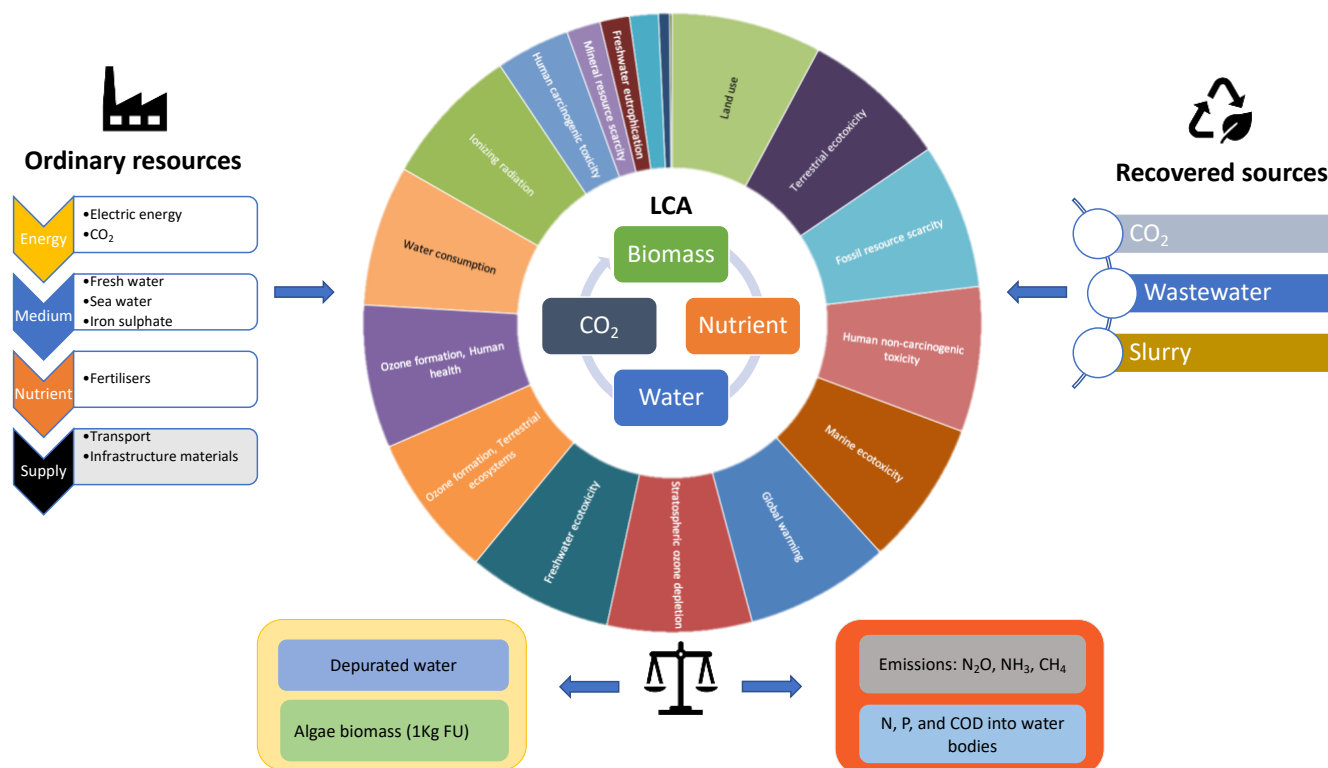 Ordinary resources
Energy
•Electric energy
•CO₂
Medium
•Fresh water
•Sea water
•Iron sulphate
Nutrient
•Fertilisers
Supply
•Transport
•Infrastructure materials
Land use
Terrestrial ecotoxicity
Fossil resource scarcity
Human non-carcinogenic
toxicity
Marine ecotoxicity
Global warming
Stratospheric ozone depletion
Freshwater ecotoxicity
Ozone formation, Terrestrial
ecosystems
Ozone formation, Human
health
Water consumption
Ionizing radiation
Human carcinogenic toxicity
Mineral resource scarcity
Freshwater eutrophication
LCA
Biomass
CO₂
Nutrient
Water
Recovered sources
CO₂
Wastewater
Slurry
Depurated water
Algae biomass (1Kg FU)
Emissions: N₂O, NH₃, CH₄
N, P, and COD into water
bodies